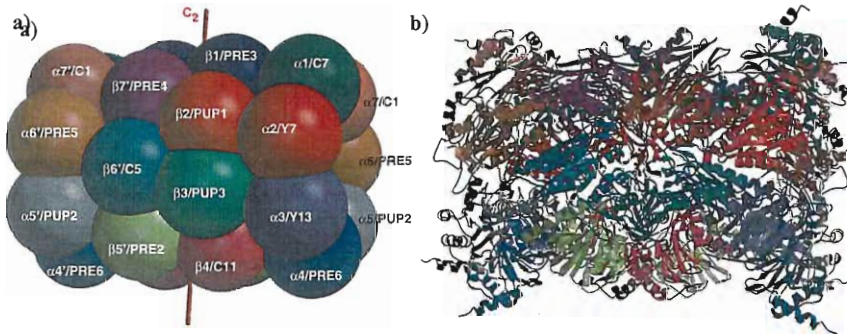 a)
a)
C₂
b)
β1/PRE3
α1/C7
α7'/C1
β7'/PRE4
α7/C1
β2/PUP1
α2/Y7
α6'/PRE5
α6/PRE5
β6'/C5
β3/PUP3
α5'/PUP2
α3/Y13
α5/PUP2
β5'/PRE2
β4/C11
α4'/PRE6
α4/PRE6